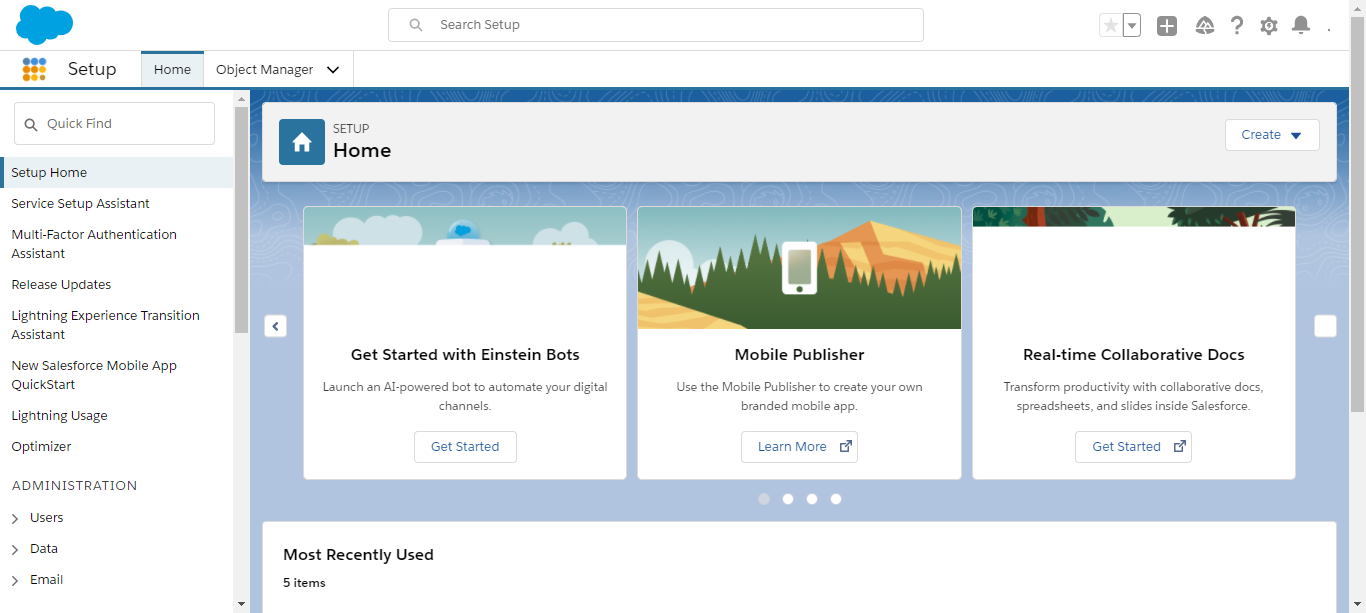 Search Setup
Setup
Home
Object Manager
Quick Find
Setup Home
Service Setup Assistant
Multi-Factor Authentication
Assistant
Release Updates
Lightning Experience Transition
Assistant
New Salesforce Mobile App
QuickStart
Lightning Usage
Optimizer
ADMINISTRATION
Users
Data
Email
SETUP
Home
Create
Get Started with Einstein Bots
Launch an AI-powered bot to automate your digital
channels.
Get Started
Mobile Publisher
Use the Mobile Publisher to create your own
branded mobile app.
Learn More
Real-time Collaborative Docs
Transform productivity with collaborative docs,
spreadsheets, and slides inside Salesforce.
Get Started
Most Recently Used
5 items